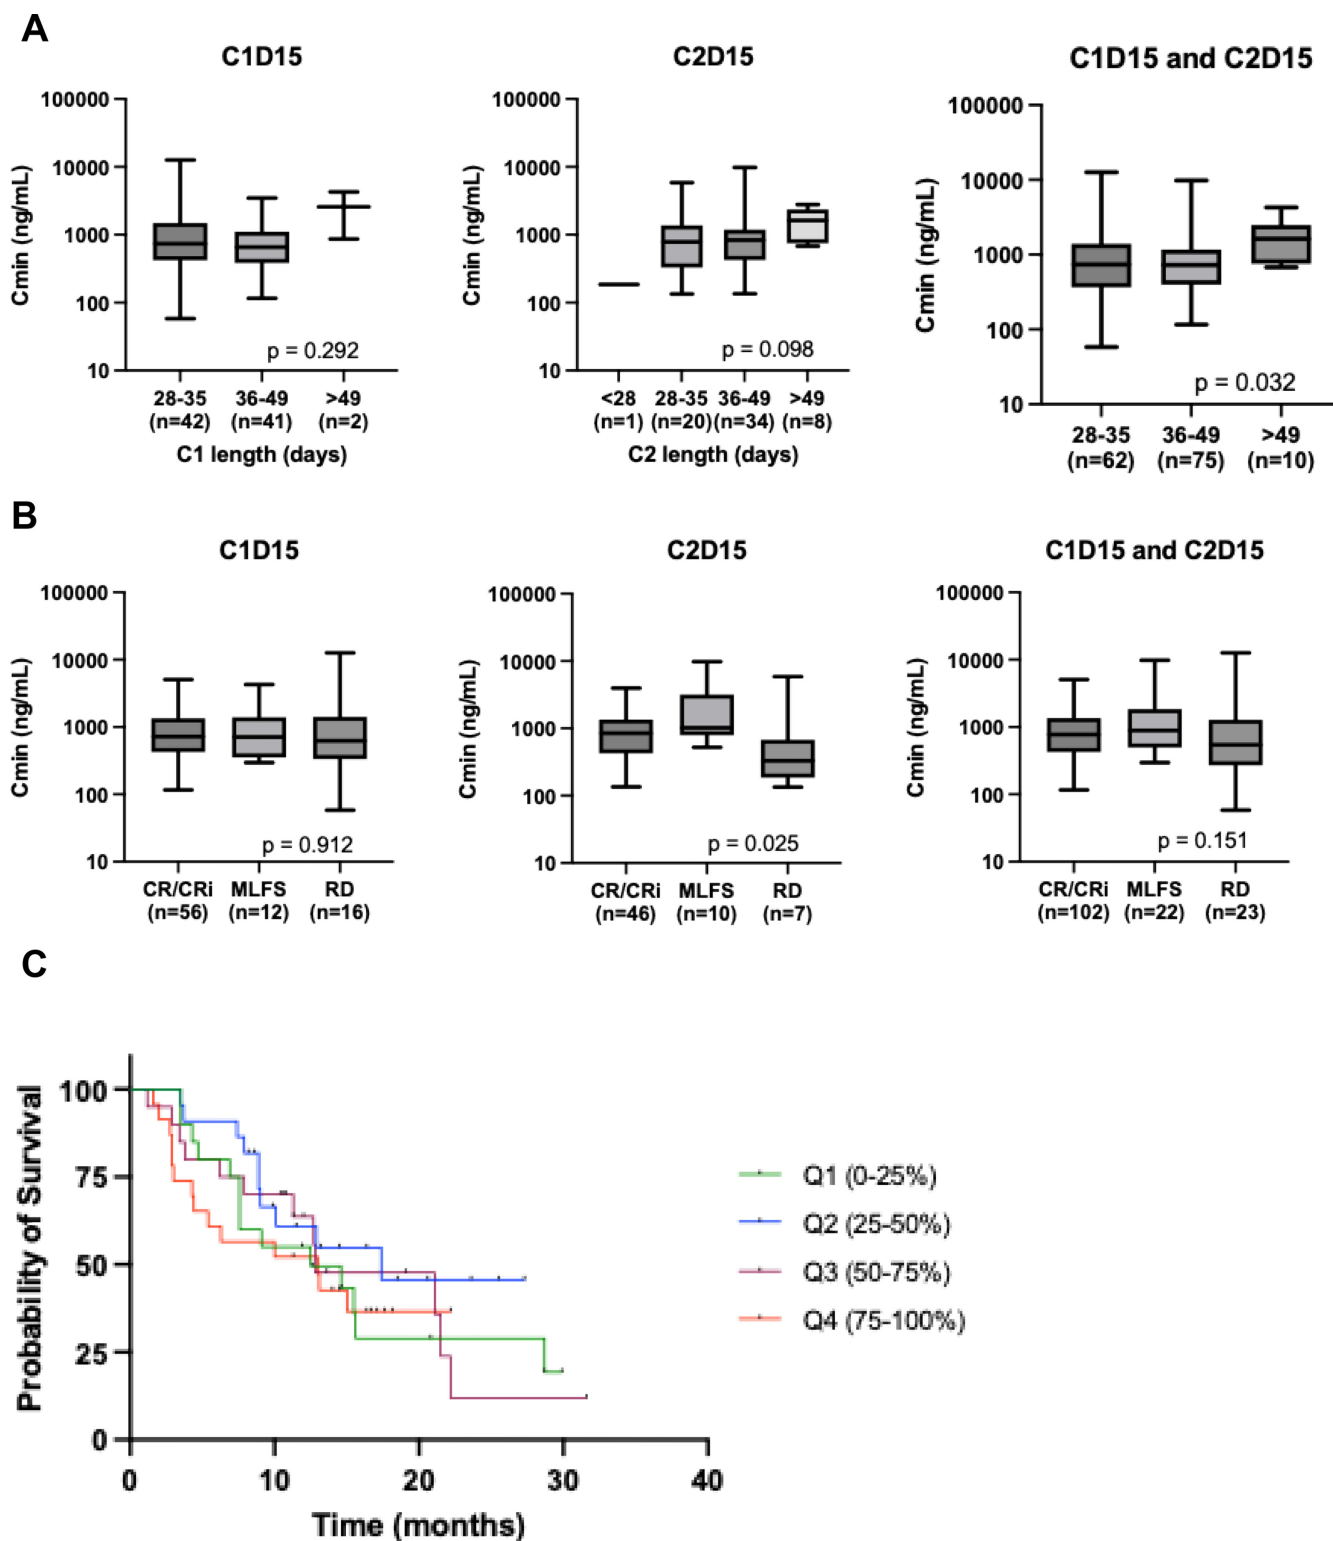 A
C1D15
C2D15
C1D15 and C2D15
Cmin (ng/mL)
100000
10000
1000
100
10
p = 0.292
28-35 36-49 >49
(n=42) (n=41) (n=2)
C1 length (days)
Cmin (ng/mL)
100000
10000
1000
100
10
p = 0.098
<28 28-35 36-49 >49
(n=1) (n=20) (n=34) (n=8)
C2 length (days)
Cmin (ng/mL)
100000
10000
1000
100
10
p = 0.032
28-35 36-49 >49
(n=62) (n=75) (n=10)
B
C1D15
C2D15
C1D15 and C2D15
Cmin (ng/mL)
100000
10000
1000
100
10
p = 0.912
CR/CRi MLFS RD
(n=56) (n=12) (n=16)
Cmin (ng/mL)
100000
10000
1000
100
10
p = 0.025
CR/CRi MLFS RD
(n=46) (n=10) (n=7)
Cmin (ng/mL)
100000
10000
1000
100
10
p = 0.151
CR/CRi MLFS RD
(n=102) (n=22) (n=23)
C
Probability of Survival
100
75
50
25
0
0 10 20 30 40
Time (months)
Q1 (0-25%)
Q2 (25-50%)
Q3 (50-75%)
Q4 (75-100%)